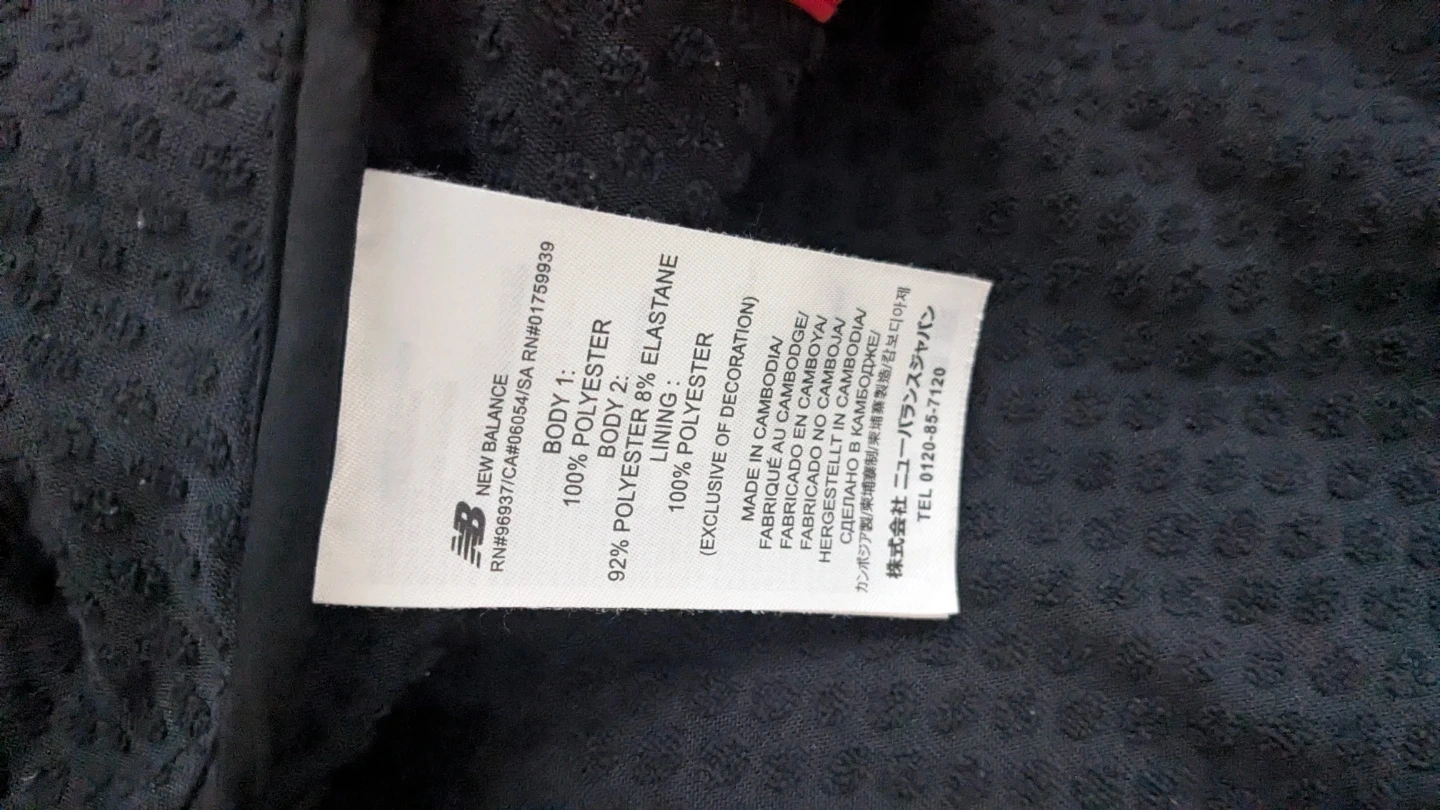 NB
NEW BALANCE
RN#96937/CA#06054/SA RN#01759939
BODY 1:
100% POLYESTER
BODY 2:
92% POLYESTER 8% ELASTANE
LINING :
100% POLYESTER
(EXCLUSIVE OF DECORATION)
MADE IN CAMBODIA/
FABRIQUÉ AU CAMBODGE/
FABRICADO EN CAMBOYA/
FABRICADO NO CAMBOJA/
HERGESTELLT IN CAMBODIA/
СДЕЛАНО В КАМБОДЖЕ/
カンボジア製/柬埔寨制/柬埔寨製造/캄보디아제
株式会社 ニューバランスジャパン
TEL 0120-85-7120